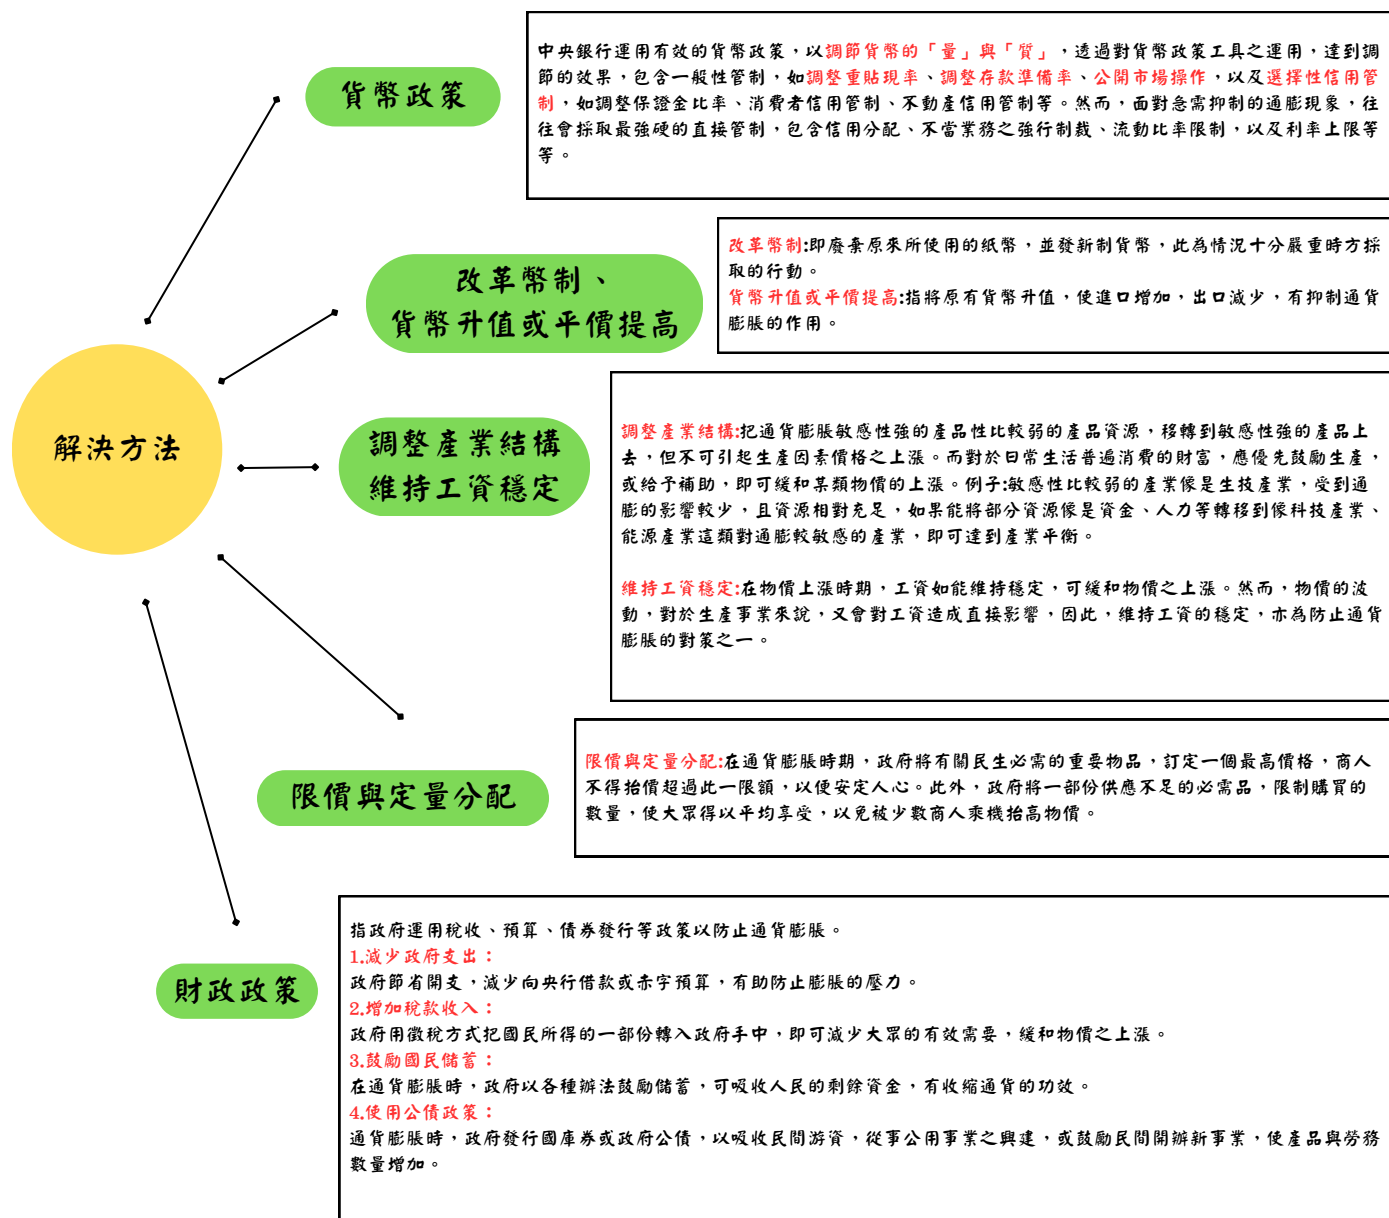 中央銀行運用有效的貨幣政策，以調節貨幣的「量」與「質」，透過對貨幣政策工具之運用，達到調
節的效果，包含一般性管制，如調整重貼現率、調整存款準備率、公開市場操作，以及選擇性信用管
制，如調整保證金比率、消費者信用管制、不動產信用管制等。然而，面對急需抑制的通膨現象，往
往會採取最強硬的直接管制，包含信用分配、不當業務之強行制裁、流動比率限制，以及利率上限等
等。
貨幣政策
改革幣制:即廢棄原來所使用的纸幣，並發新制貨幣，此為情況十分嚴重時方採
取的行動。
貨幣升值或平價提高:指將原有貨幣升值，使進口增加，出口減少，有抑制通貨
膨脹的作用。
改革幣制、
貨幣升值或平價提高
解決方法
調整產業結構
維持工資穩定
調整產業結構:把通貨膨脹敏感性強的產品性比較弱的產品資源，移轉到敏感性強的產品上
去，但不可引起生產因素價格之上漲。而對於日常生活普遍消費的財富，應優先鼓勵生產，
或給予補助，即可緩和某類物價的上漲。例子:敏感性比較弱的產業像是生技產業，受到通
膨的影響較少，且資源相對充足，如果能將部分資源像是資金、人力等轉移到像科技產業、
能源產業這類對通膨較敏感的產業，即可達到產業平衡。
維持工資穩定:在物價上漲時期，工資如能維持穩定，可緩和物價之上漲。然而，物價的波
動，對於生產事業來說，又會對工資造成直接影響，因此，維持工資的穩定，亦為防止通貨
膨脹的對策之一。
限價與定量分配
限價與定量分配:在通貨膨脹時期，政府將有關民生必需的重要物品，訂定一個最高價格，商人
不得抬價超過此一限額，以便安定人心。此外，政府將一部份供應不足的必需品，限制購買的
數量，使大眾得以平均享受，以免被少數商人乘機抬高物價。
財政政策
指政府運用稅收、預算、債券發行等政策以防止通貨膨脹。
1.減少政府支出：
政府節省開支，減少向央行借款或赤字預算，有助防止膨脹的壓力。
2.增加稅款收入：
政府用徵稅方式把國民所得的一部份轉入政府手中，即可減少大眾的有效需要，緩和物價之上漲。
3.鼓勵國民儲蓄：
在通貨膨脹時，政府以各種辦法鼓勵儲蓄，可吸收人民的剩餘資金，有收縮通貨的功效。
4.使用公債政策：
通貨膨脹時，政府發行國庫券或政府公債，以吸收民間游資，從事公用事業之興建，或鼓勵民間開辦新事業，使產品與勞務
數量增加。